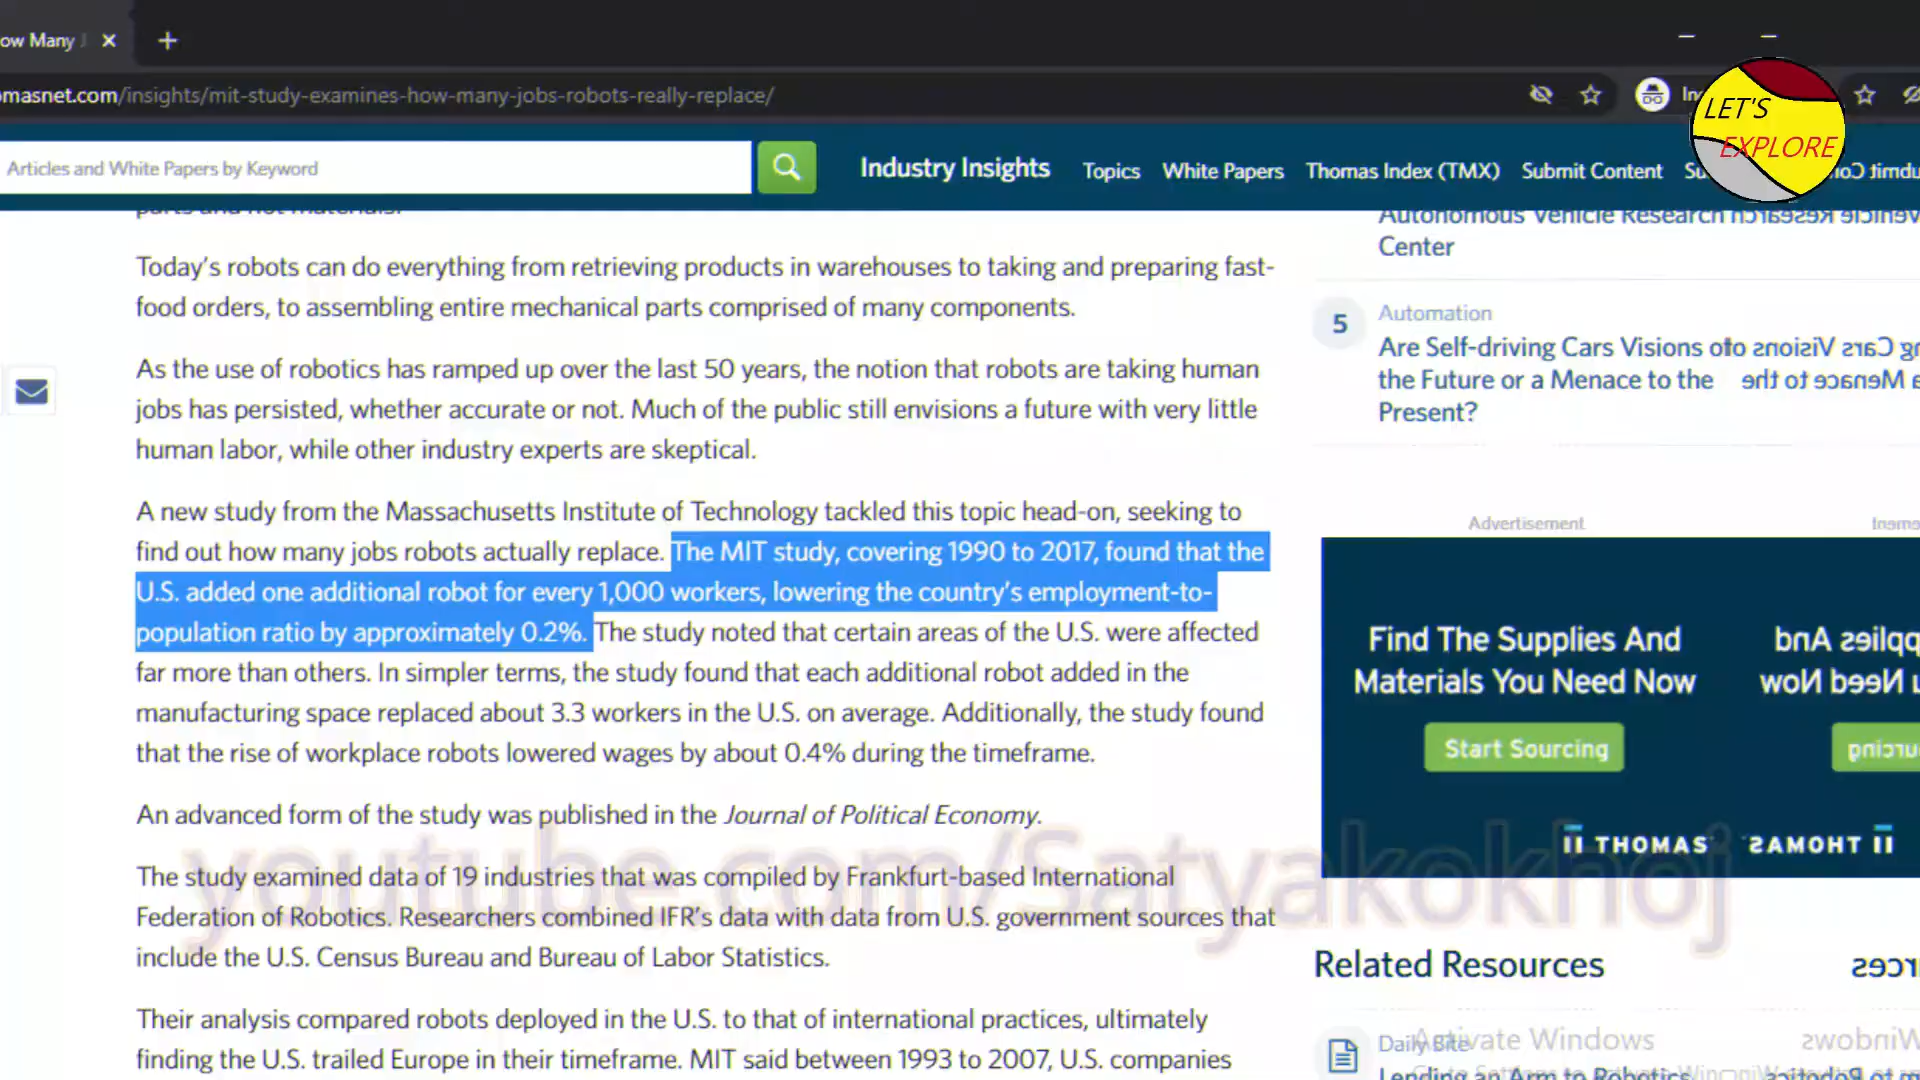 ow Many
omasnet.com/insights/mit-study-examines-how-many-jobs-robots-really-replace/
LET'S
EXPLORE
Articles and White Papers by Keyword
Industry Insights
Topics
White Papers
Thomas Index (TMX)
Submit Content
parts and not materials.
Today's robots can do everything from retrieving products in warehouses to taking and preparing fast-
food orders, to assembling entire mechanical parts comprised of many components.
As the use of robotics has ramped up over the last 50 years, the notion that robots are taking human
jobs has persisted, whether accurate or not. Much of the public still envisions a future with very little
human labor, while other industry experts are skeptical.
A new study from the Massachusetts Institute of Technology tackled this topic head-on, seeking to
find out how many jobs robots actually replace. The MIT study, covering 1990 to 2017, found that the
U.S. added one additional robot for every 1,000 workers, lowering the country's employment-to-
population ratio by approximately 0.2%. The study noted that certain areas of the U.S. were affected
far more than others. In simpler terms, the study found that each additional robot added in the
manufacturing space replaced about 3.3 workers in the U.S. on average. Additionally, the study found
that the rise of workplace robots lowered wages by about 0.4% during the timeframe.
An advanced form of the study was published in the Journal of Political Economy.
The study examined data of 19 industries that was compiled by Frankfurt-based International
Federation of Robotics. Researchers combined IFR's data with data from U.S. government sources that
include the U.S. Census Bureau and Bureau of Labor Statistics.
Their analysis compared robots deployed in the U.S. to that of international practices, ultimately
finding the U.S. trailed Europe in their timeframe. MIT said between 1993 to 2007, U.S. companies
youtube.com/Satyakokhoj
Autonomous Vehicle Research
Center
5
Automation
Are Self-driving Cars Visions of
the Future or a Menace to the
Present?
Advertisement
Find The Supplies And
Materials You Need Now
Start Sourcing
THOMAS
Related Resources
Daily Bite
Lending an Arm to Robotics
Activate Windows